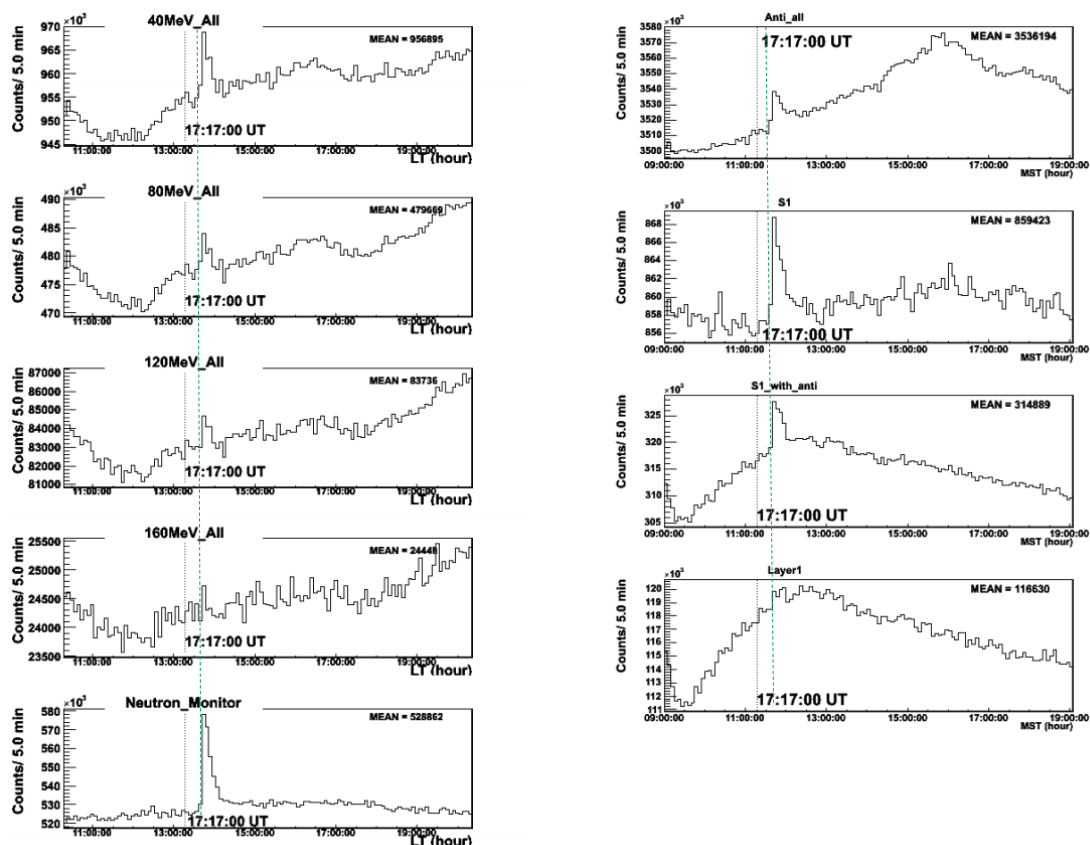 40MeV_All
×10³
MEAN = 956895
Counts/ 5.0 min
970
965
960
955
950
945
17:17:00 UT
11:00:00 13:00:00 15:00:00 17:00:00 19:00:00
LT {hour}
80MeV_All
×10³
MEAN = 479669
Counts/ 5.0 min
490
485
480
475
470
17:17:00 UT
11:00:00 13:00:00 15:00:00 17:00:00 19:00:00
LT {hour}
120MeV_All
MEAN = 83736
Counts/ 5.0 min
87000
86000
85000
84000
83000
82000
81000
17:17:00 UT
11:00:00 13:00:00 15:00:00 17:00:00 19:00:00
LT {hour}
160MeV_All
MEAN = 24448
Counts/ 5.0 min
25500
25000
24500
24000
23500
17:17:00 UT
11:00:00 13:00:00 15:00:00 17:00:00 19:00:00
LT {hour}
Neutron_Monitor
×10³
MEAN = 528862
Counts/ 5.0 min
580
570
560
550
540
530
520
17:17:00 UT
11:00:00 13:00:00 15:00:00 17:00:00 19:00:00
LT {hour}
Anti_all
×10³
17:17:00 UT
MEAN = 3536194
Counts/ 5.0 min
3580
3570
3560
3550
3540
3530
3520
3510
3500
09:00:00 11:00:00 13:00:00 15:00:00 17:00:00 19:00:00
MST (hour)
S1
×10³
MEAN = 859423
Counts/ 5.0 min
868
866
864
862
860
858
856
17:17:00 UT
09:00:00 11:00:00 13:00:00 15:00:00 17:00:00 19:00:00
MST (hour)
S1_with_anti
×10³
MEAN = 314889
Counts/ 5.0 min
325
320
315
310
305
17:17:00 UT
09:00:00 11:00:00 13:00:00 15:00:00 17:00:00 19:00:00
MST (hour)
Layer1
×10³
MEAN = 116630
Counts/ 5.0 min
120
119
118
117
116
115
114
113
112
111
17:17:00 UT
09:00:00 11:00:00 13:00:00 15:00:00 17:00:00 19:00:00
MST (hour)